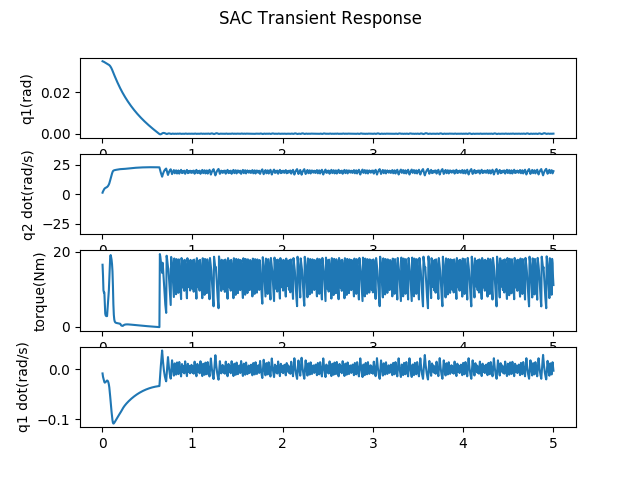 SAC Transient Response
q1(rad)
0.02
0.00
0 1 2 3 4 5
q2 dot(rad/s)
25
0
−25
0 1 2 3 4 5
torque(Nm)
20
0
0 1 2 3 4 5
q1 dot(rad/s)
0.0
−0.1
0 1 2 3 4 5